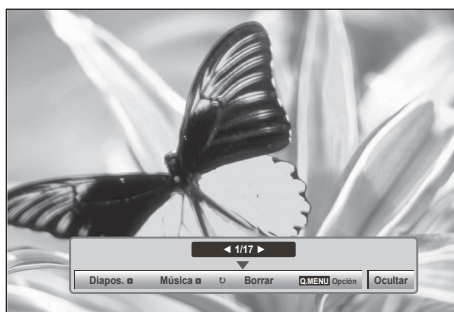 ◀ 1/17 ▶
Diapos. Música ↻ Borrar Q.MENU Opción Ocultar